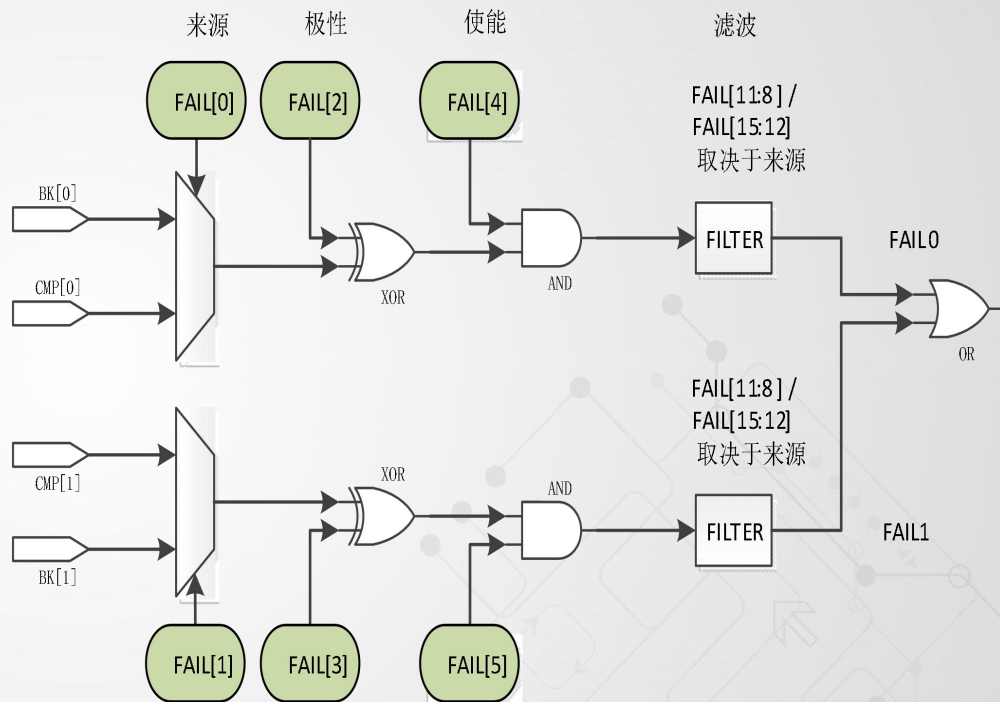 来源 极性 使能 滤波
FAIL[0] FAIL[2] FAIL[4]
FAIL[11:8] /
FAIL[15:12]
取决于来源
BK[0]
CMP[0]
XOR
AND
FILTER
FAIL0
OR
FAIL[11:8] /
FAIL[15:12]
取决于来源
CMP[1]
BK[1]
XOR
AND
FILTER
FAIL1
FAIL[1] FAIL[3] FAIL[5]